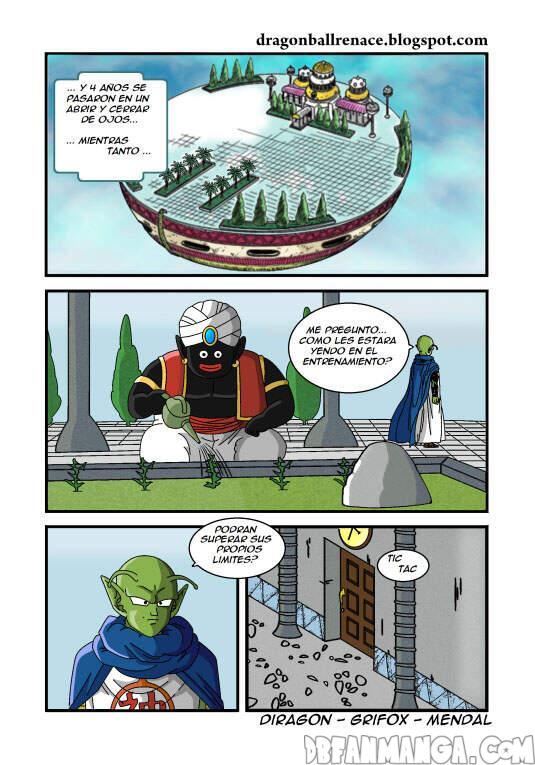 dragonballrenace.blogspot.com
... Y 4 AÑOS SE
PASARON EN UN
ABRIR Y CERRAR
DE OJOS...
... MIENTRAS
TANTO ...
ME PREGUNTO...
COMO LES ESTARA
YENDO EN EL
ENTRENAMIENTO?
PODRAN
SUPERAR SUS
PROPIOS
LIMITES?
TIC
TAC
神
DIRAGON - GRIFOX - MENDAL
DBFANMANGA.COM